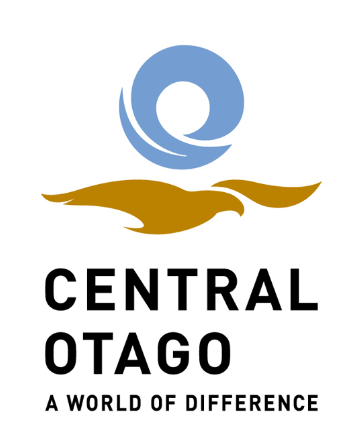 CENTRAL
OTAGO
A WORLD OF DIFFERENCE